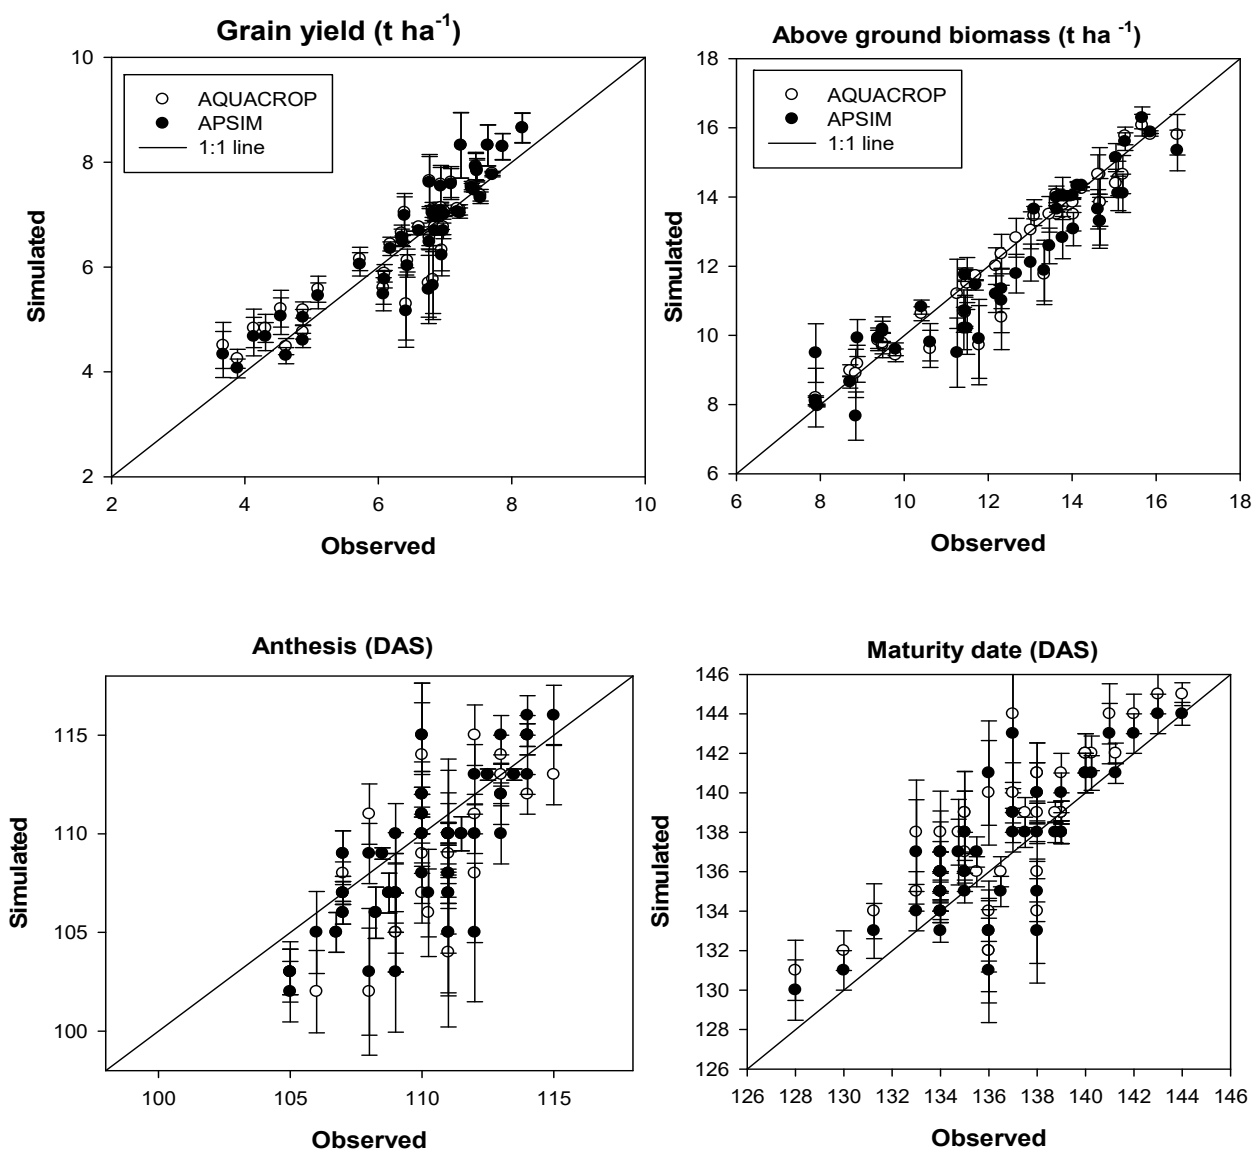 Grain yield (t ha-1)
10
8
6
4
2
Simulated
AQUACROP
APSIM
1:1 line
2 4 6 8 10
Observed
Above ground biomass (t ha -1)
18
16
14
12
10
8
6
Simulated
AQUACROP
APSIM
1:1 line
6 8 10 12 14 16 18
Observed
Anthesis (DAS)
115
110
105
100
Simulated
100 105 110 115
Observed
Maturity date (DAS)
146
144
142
140
138
136
134
132
130
128
126
Simulated
126 128 130 132 134 136 138 140 142 144 146
Observed